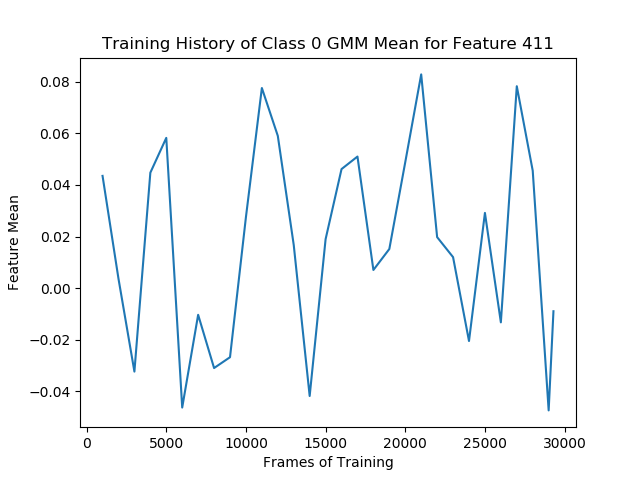 Training History of Class 0 GMM Mean for Feature 411
0.08
0.06
0.04
0.02
0.00
−0.02
−0.04
Feature Mean
0 5000 10000 15000 20000 25000 30000
Frames of Training